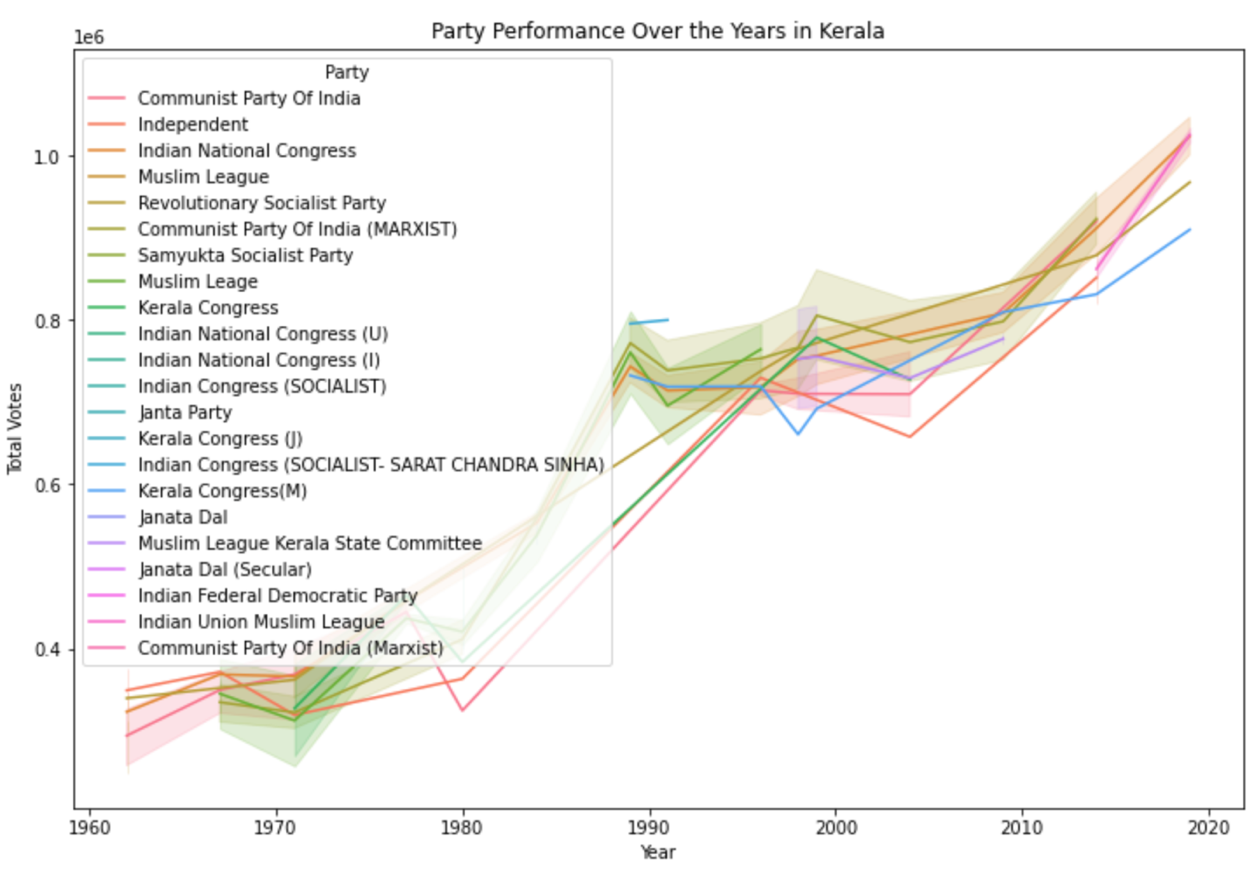 Party Performance Over the Years in Kerala
1e6
Party
Communist Party Of India
Independent
Indian National Congress
Muslim League
Revolutionary Socialist Party
Communist Party Of India (MARXIST)
Samyukta Socialist Party
Muslim Leage
Kerala Congress
Indian National Congress (U)
Indian National Congress (I)
Indian Congress (SOCIALIST)
Janta Party
Kerala Congress (J)
Indian Congress (SOCIALIST- SARAT CHANDRA SINHA)
Kerala Congress(M)
Janata Dal
Muslim League Kerala State Committee
Janata Dal (Secular)
Indian Federal Democratic Party
Indian Union Muslim League
Communist Party Of India (Marxist)
1.0
0.8
0.6
0.4
Total Votes
1960 1970 1980 1990 2000 2010 2020
Year